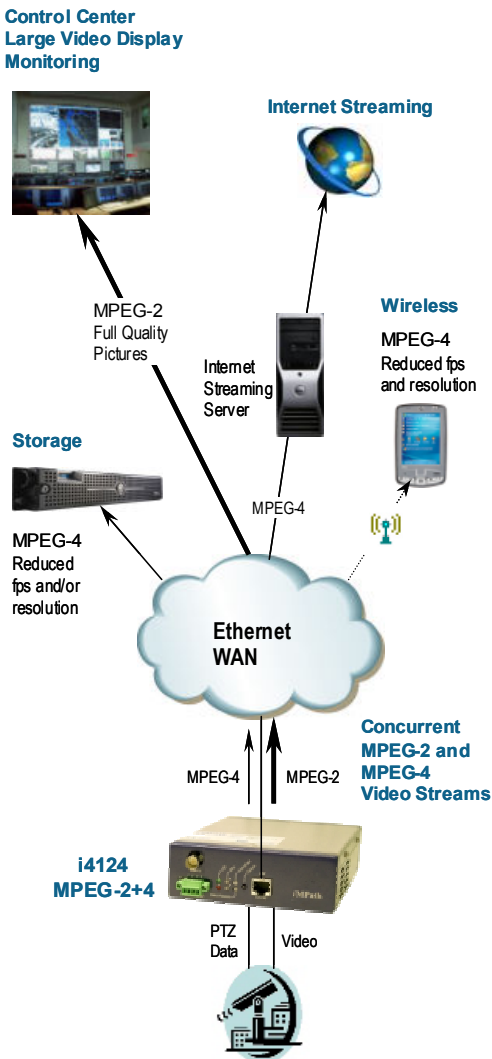 Control Center
Large Video Display
Monitoring
Internet Streaming
MPEG-2
Full Quality
Pictures
Wireless
MPEG-4
Reduced fps
and resolution
Internet
Streaming
Server
Storage
MPEG-4
MPEG-4
Reduced
fps and/or
resolution
Ethernet
WAN
Concurrent
MPEG-2 and
MPEG-4
Video Streams
MPEG-4
MPEG-2
i4124
MPEG-2+4
iMPath
PTZ
Data
Video